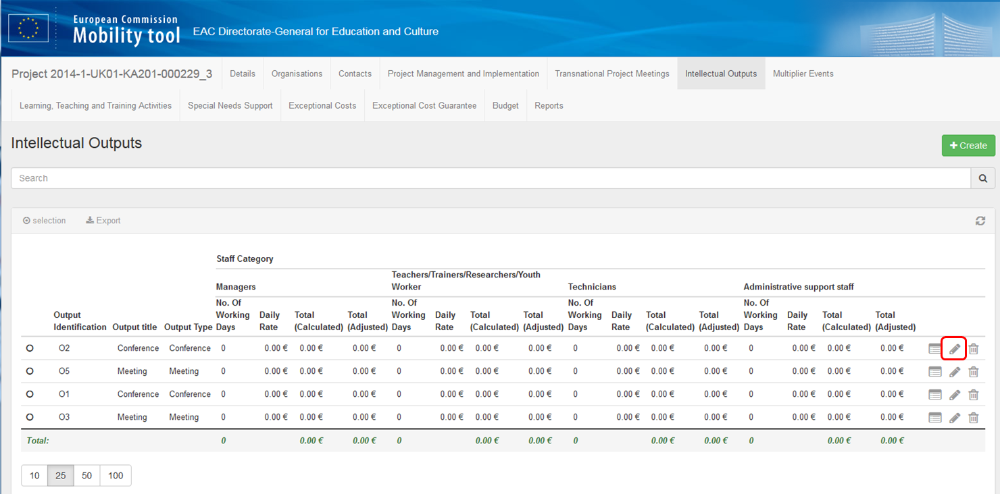 European Commission
Mobility tool
EAC Directorate-General for Education and Culture
Project 2014-1-UK01-KA201-000229_3 Details Organisations Contacts Project Management and Implementation Transnational Project Meetings Intellectual Outputs Multiplier Events
Learning, Teaching and Training Activities Special Needs Support Exceptional Costs Exceptional Cost Guarantee Budget Reports
Intellectual Outputs
Create
Search
selection Export
Staff Category
Teachers/Trainers/Researchers/Youth
Managers Worker Technicians Administrative support staff
No. Of No. Of No. Of No. Of
Output Working Daily Total Total Working Daily Total Total Working Daily Total Total Working Daily Total Total
Identification Output title Output Type Days Rate (Calculated) (Adjusted) Days Rate (Calculated) (Adjusted) Days Rate (Calculated) (Adjusted) Days Rate (Calculated) (Adjusted)
O2 Conference Conference 0 0.00 € 0.00 € 0.00 € 0 0.00 € 0.00 € 0.00 € 0 0.00 € 0.00 € 0.00 € 0 0.00 € 0.00 € 0.00 €
O5 Meeting Meeting 0 0.00 € 0.00 € 0.00 € 0 0.00 € 0.00 € 0.00 € 0 0.00 € 0.00 € 0.00 € 0 0.00 € 0.00 € 0.00 €
O1 Conference Conference 0 0.00 € 0.00 € 0.00 € 0 0.00 € 0.00 € 0.00 € 0 0.00 € 0.00 € 0.00 € 0 0.00 € 0.00 € 0.00 €
O3 Meeting Meeting 0 0.00 € 0.00 € 0.00 € 0 0.00 € 0.00 € 0.00 € 0 0.00 € 0.00 € 0.00 € 0 0.00 € 0.00 € 0.00 €
Total: 0 0.00 € 0.00 € 0 0.00 € 0.00 € 0 0.00 € 0.00 € 0 0.00 € 0.00 €
10 25 50 100